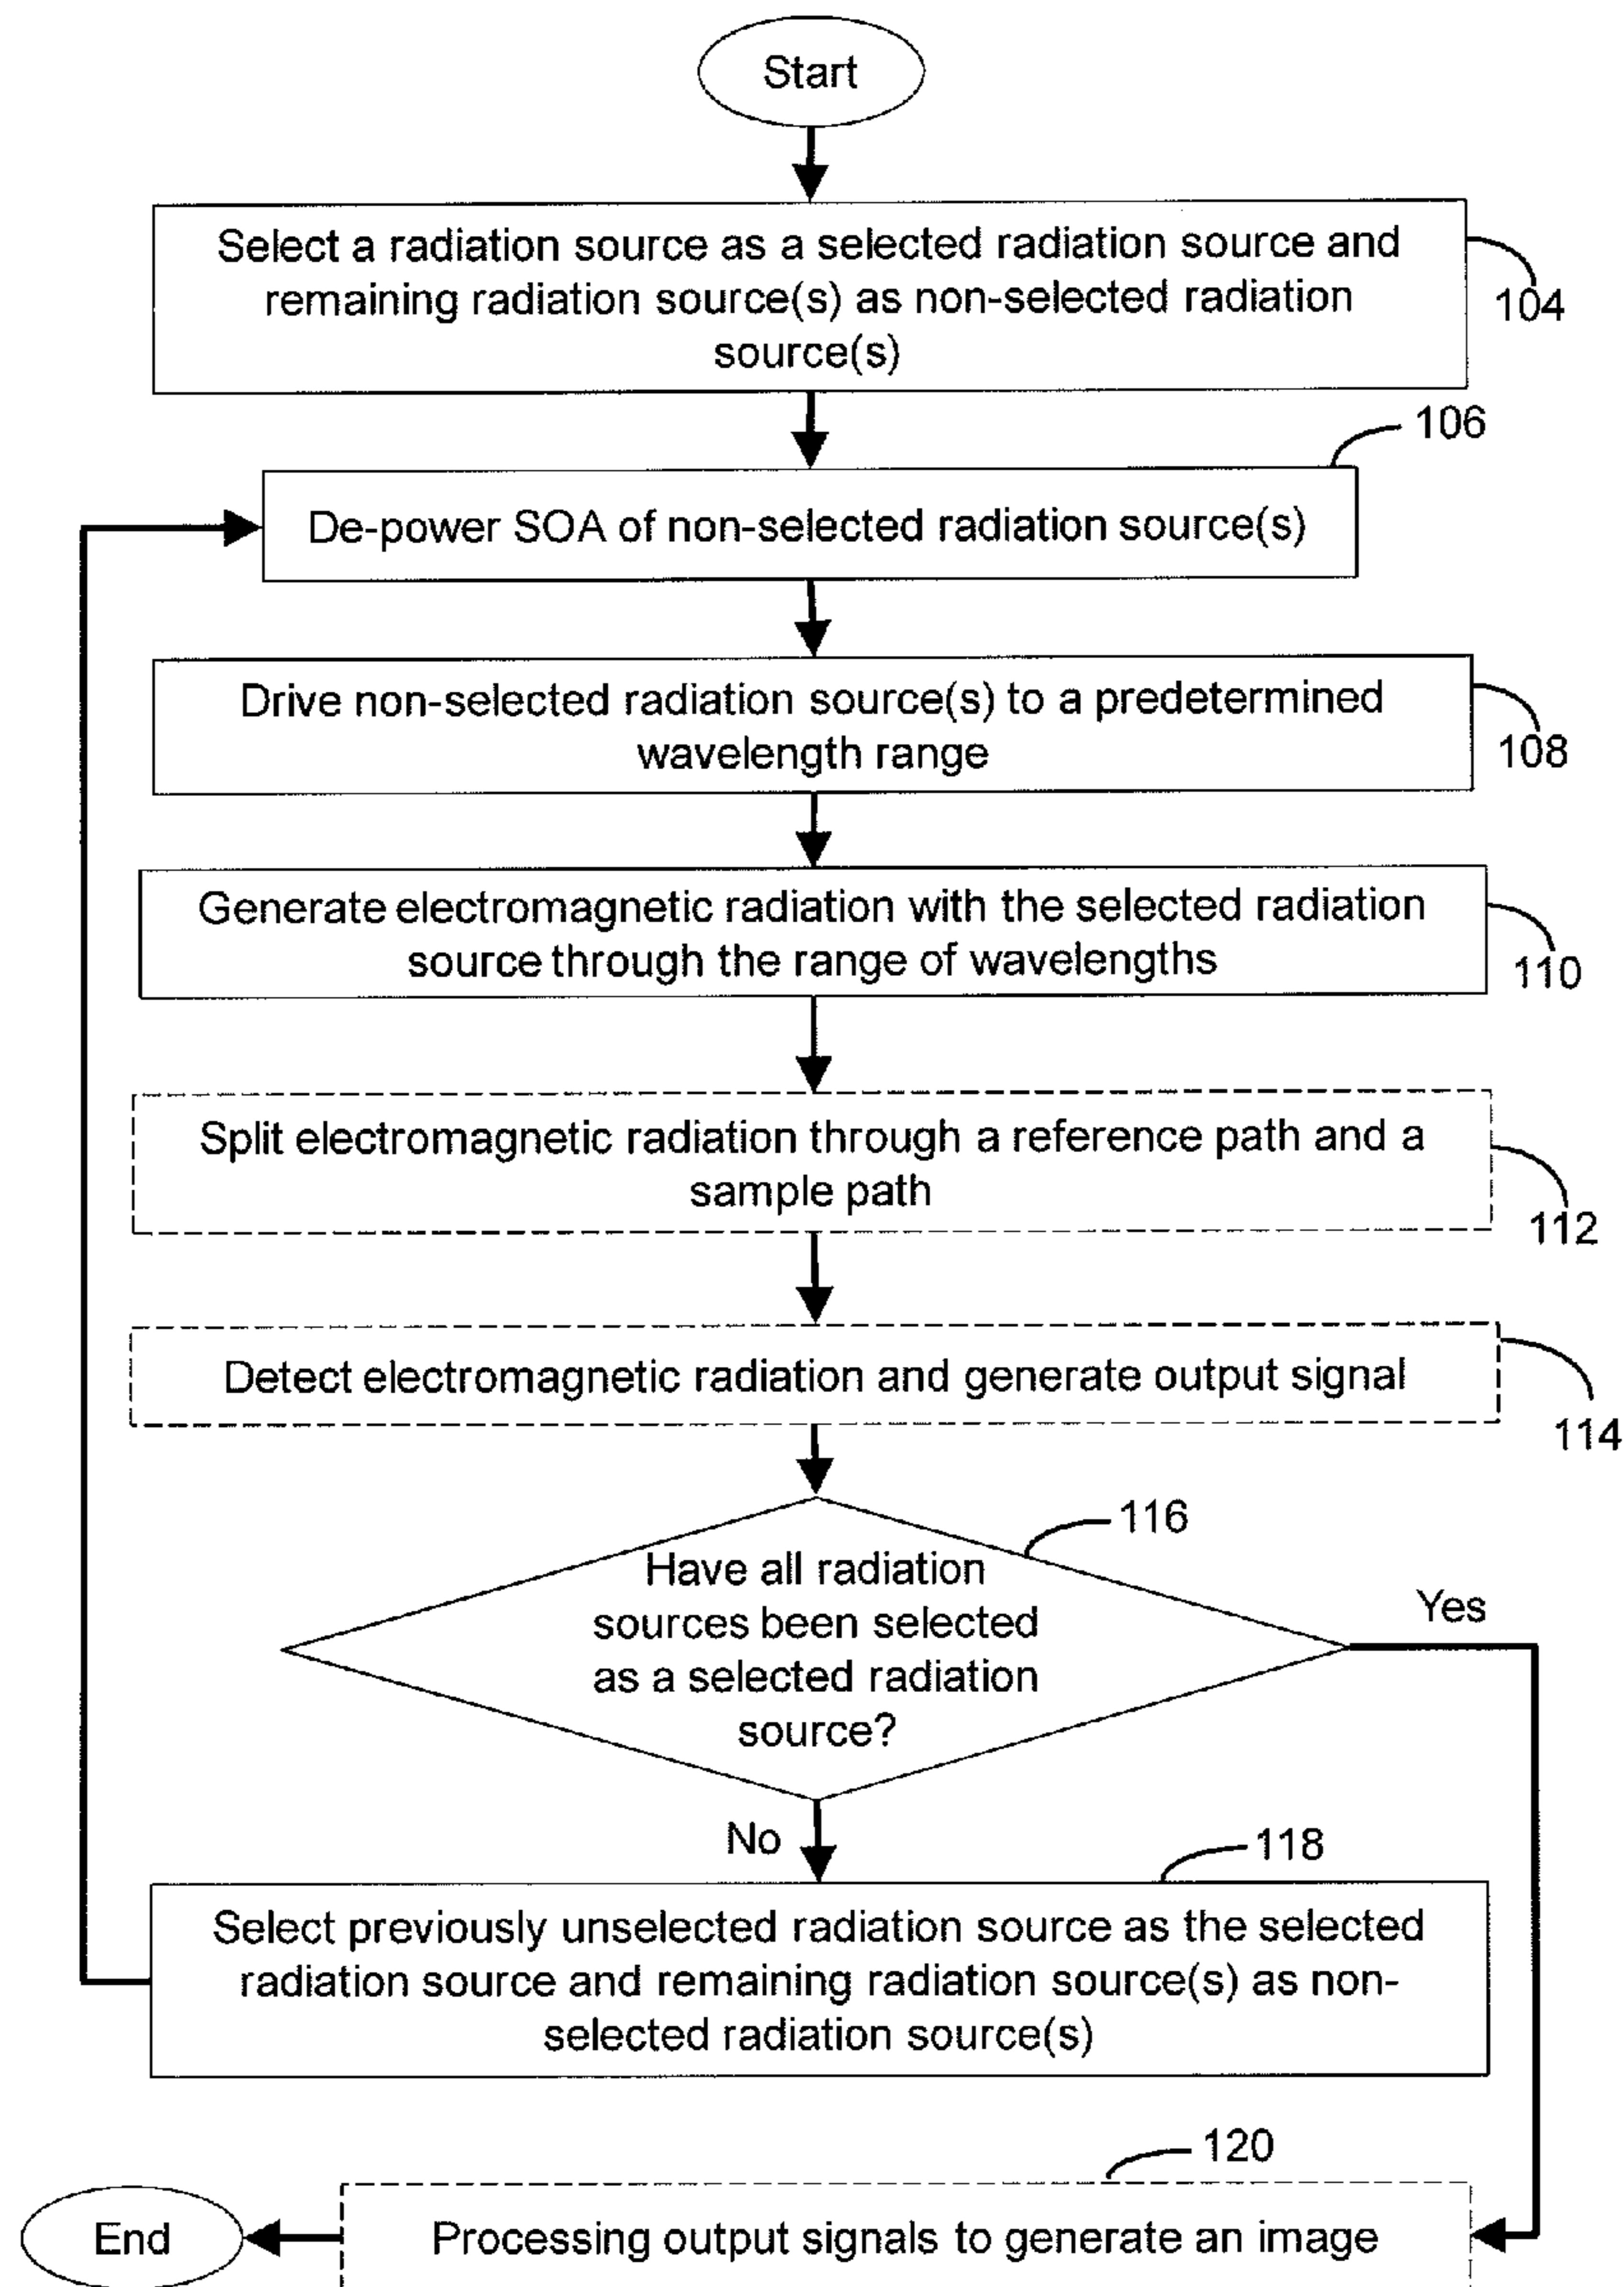 Start
Select a radiation source as a selected radiation source and
remaining radiation source(s) as non-selected radiation
source(s)
104
106
De-power SOA of non-selected radiation source(s)
Drive non-selected radiation source(s) to a predetermined
wavelength range
108
Generate electromagnetic radiation with the selected radiation
source through the range of wavelengths
110
Split electromagnetic radiation through a reference path and a
sample path
112
Detect electromagnetic radiation and generate output signal
114
116
Have all radiation
sources been selected
as a selected radiation
source?
Yes
No
118
Select previously unselected radiation source as the selected
radiation source and remaining radiation source(s) as non-
selected radiation source(s)
120
Processing output signals to generate an image
End